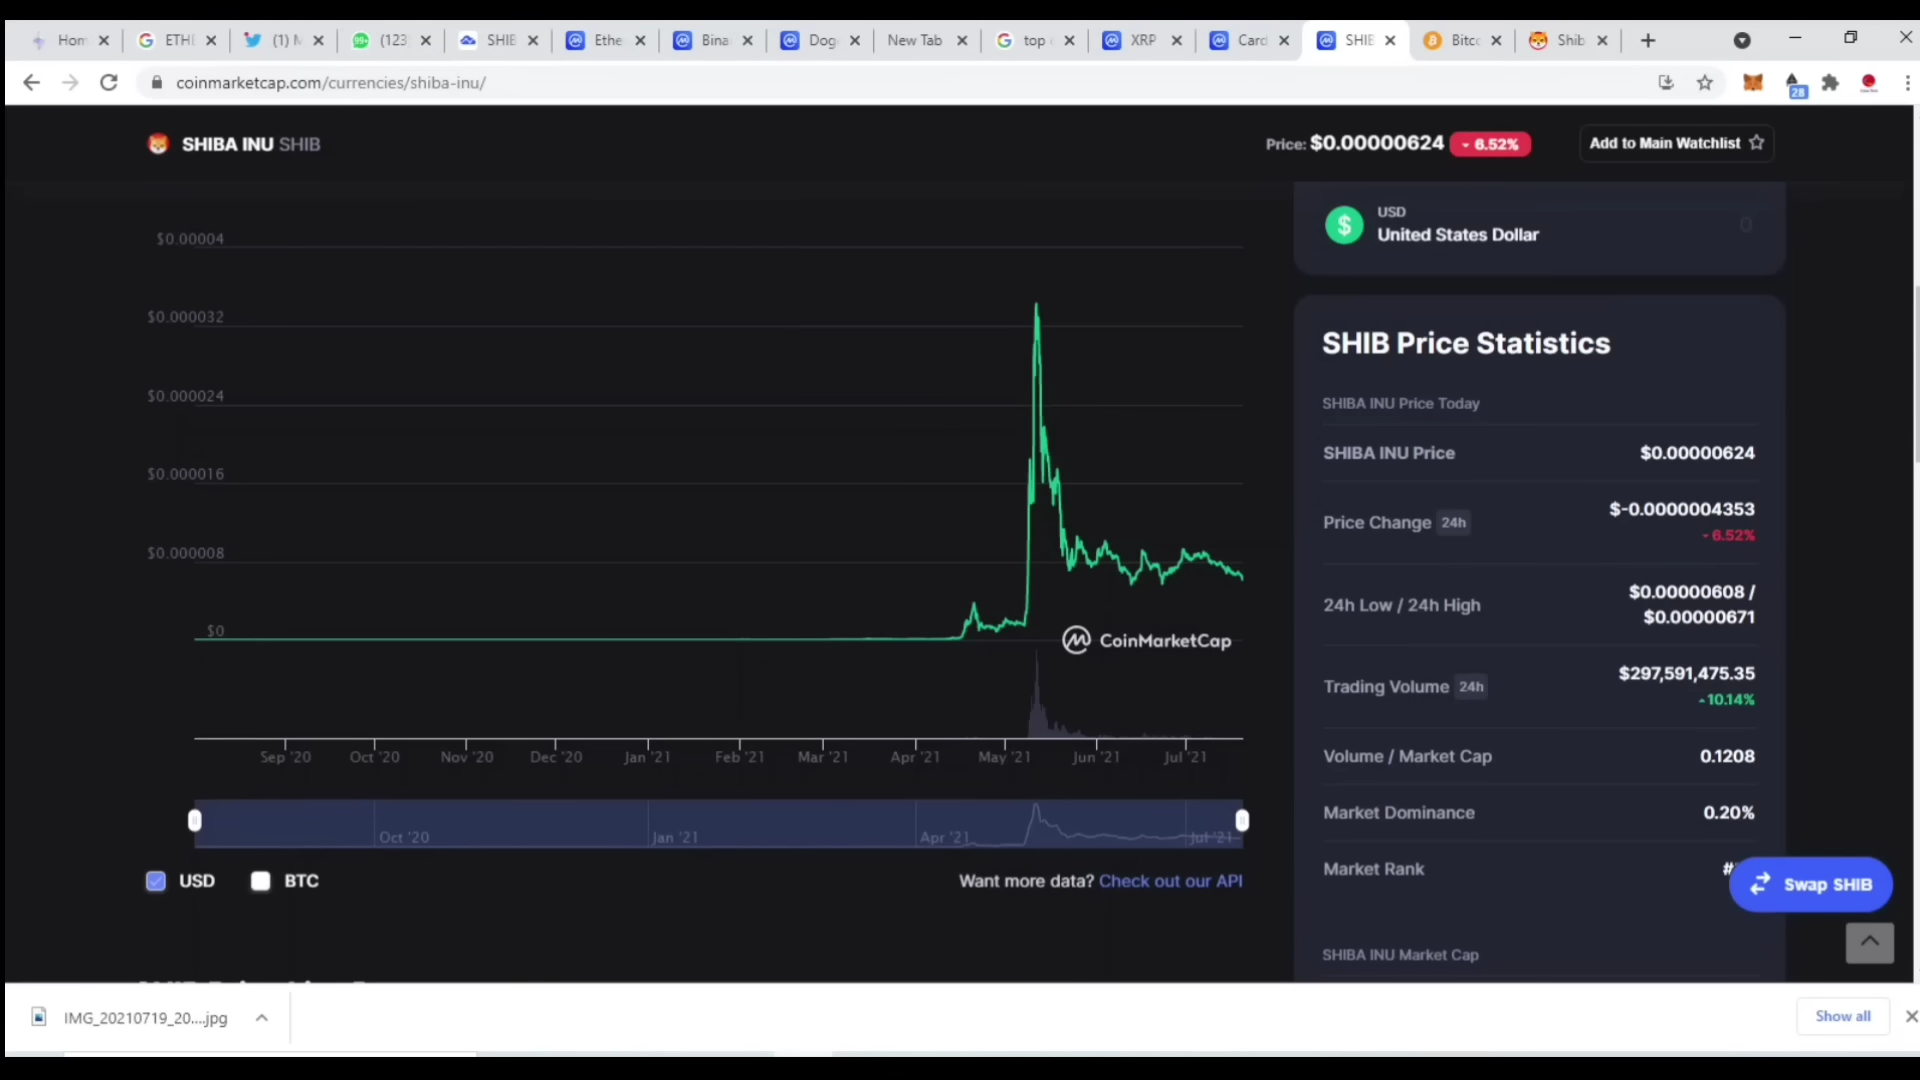 Hom
ETHI
(1) M
99+
(123
SHIB
Ethe
Bina
Dog
New Tab
top
XRP
Card
SHIE
Bitcc
Shib
coinmarketcap.com/currencies/shiba-inu/
28
SHIBA INU SHIB
Price: $0.00000624 6.52%
Add to Main Watchlist
$0.00004
$0.000032
$0.000024
$0.000016
$0.000008
$0
CoinMarketCap
Sep '20 Oct '20 Nov '20 Dec '20 Jan '21 Feb '21 Mar '21 Apr '21 May '21 Jun '21 Jul '21
Oct '20 Jan '21 Apr '21 Jul '21
USD BTC
Want more data? Check out our API
USD
United States Dollar
0
SHIB Price Statistics
SHIBA INU Price Today
SHIBA INU Price $0.00000624
Price Change 24h $-0.0000004353
6.52%
24h Low / 24h High $0.00000608 /
$0.00000671
Trading Volume 24h $297,591,475.35
10.14%
Volume / Market Cap 0.1208
Market Dominance 0.20%
Market Rank #
Swap SHIB
SHIBA INU Market Cap
IMG_20210719_20....jpg
Show all